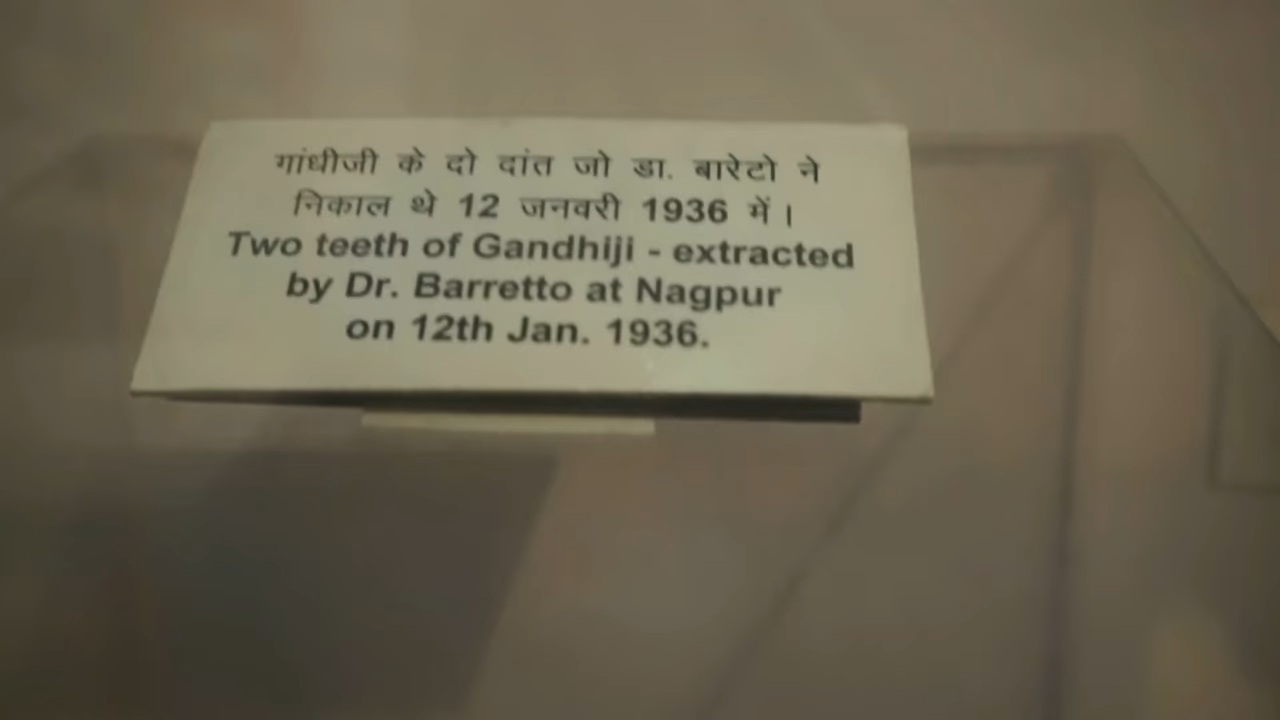 गांधीजी के दो दांत जो डा. बारेटो ने
निकाल थे 12 जनवरी 1936 में।
Two teeth of Gandhiji - extracted
by Dr. Barretto at Nagpur
on 12th Jan. 1936.